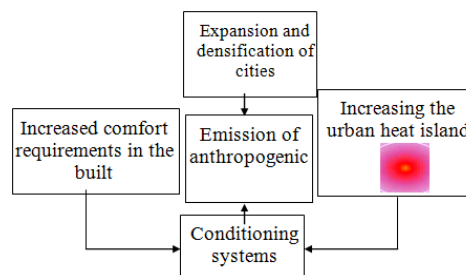 Expansion and
densification of
cities
Increased comfort
requirements in the
built
Emission of
anthropogenic
Increasing the
urban heat island
Conditioning
systems